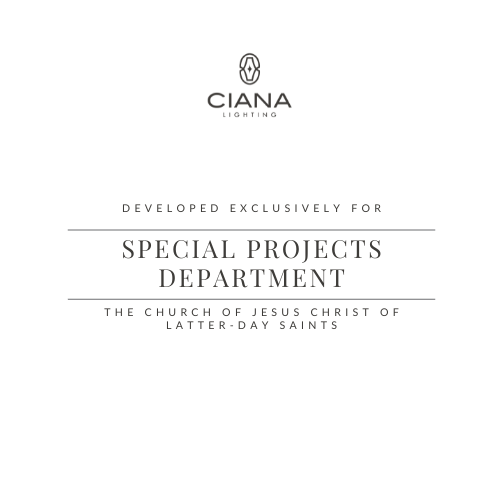 CIANA
LIGHTING
DEVELOPED EXCLUSIVELY FOR
SPECIAL PROJECTS
DEPARTMENT
THE CHURCH OF JESUS CHRIST OF
LATTER-DAY SAINTS